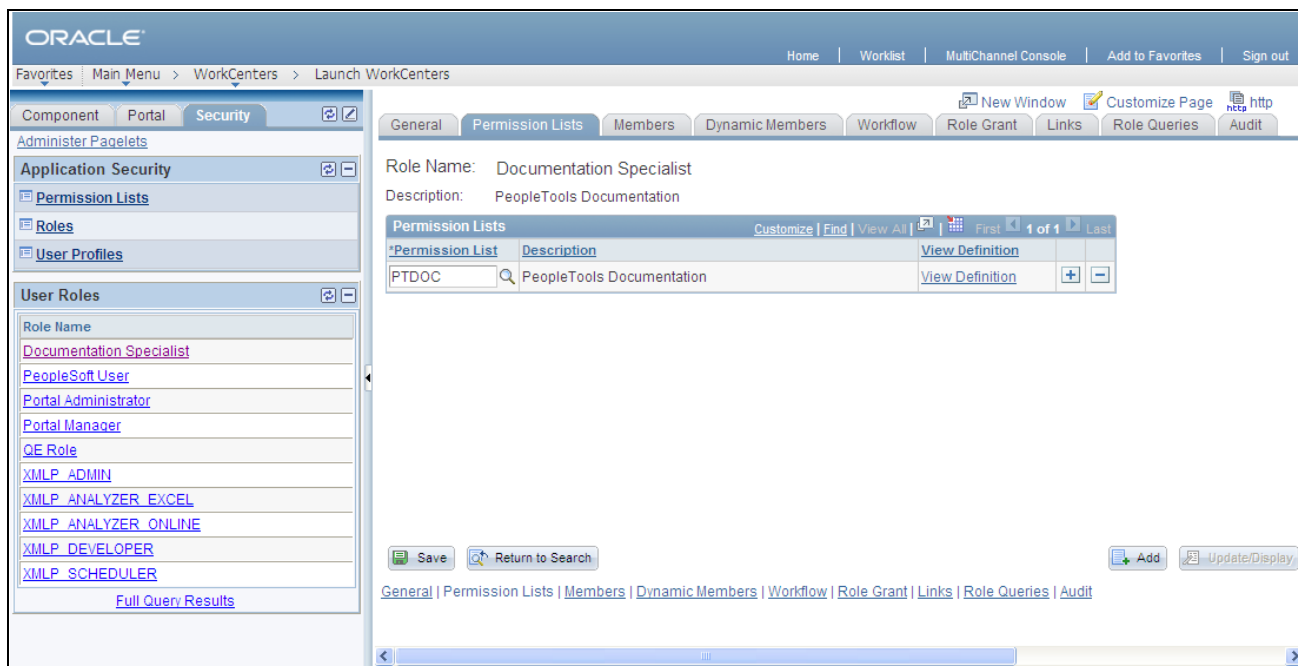 ORACLE
Home | Worklist | MultiChannel Console | Add to Favorites | Sign out
Favorites | Main Menu > WorkCenters > Launch WorkCenters
Component Portal Security
Administer Pagelets
Application Security
Permission Lists
Roles
User Profiles
User Roles
Role Name
Documentation Specialist
PeopleSoft User
Portal Administrator
Portal Manager
QE Role
XMLP_ADMIN
XMLP_ANALYZER_EXCEL
XMLP_ANALYZER_ONLINE
XMLP_DEVELOPER
XMLP_SCHEDULER
Full Query Results
New Window Customize Page http
General Permission Lists Members Dynamic Members Workflow Role Grant Links Role Queries Audit
Role Name: Documentation Specialist
Description: PeopleTools Documentation
Permission Lists Customize | Find | View All | | First 1 of 1 Last
*Permission List Description View Definition
PTDOC PeopleTools Documentation View Definition
Save Return to Search Add Update/Display
General | Permission Lists | Members | Dynamic Members | Workflow | Role Grant | Links | Role Queries | Audit